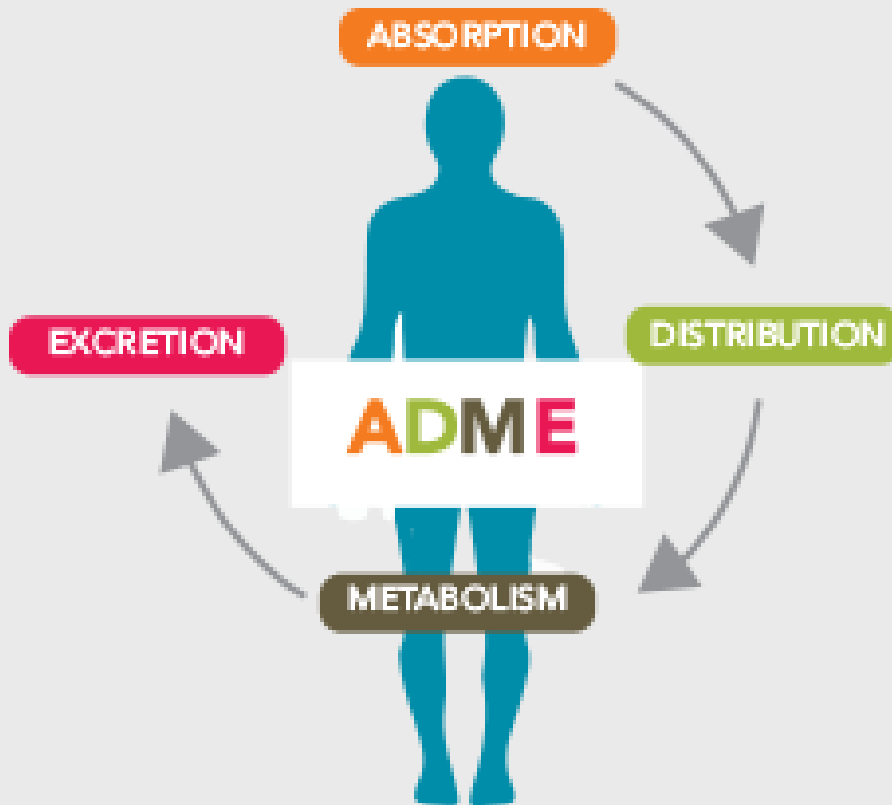 ABSORPTION
DISTRIBUTION
EXCRETION
ADME
METABOLISM